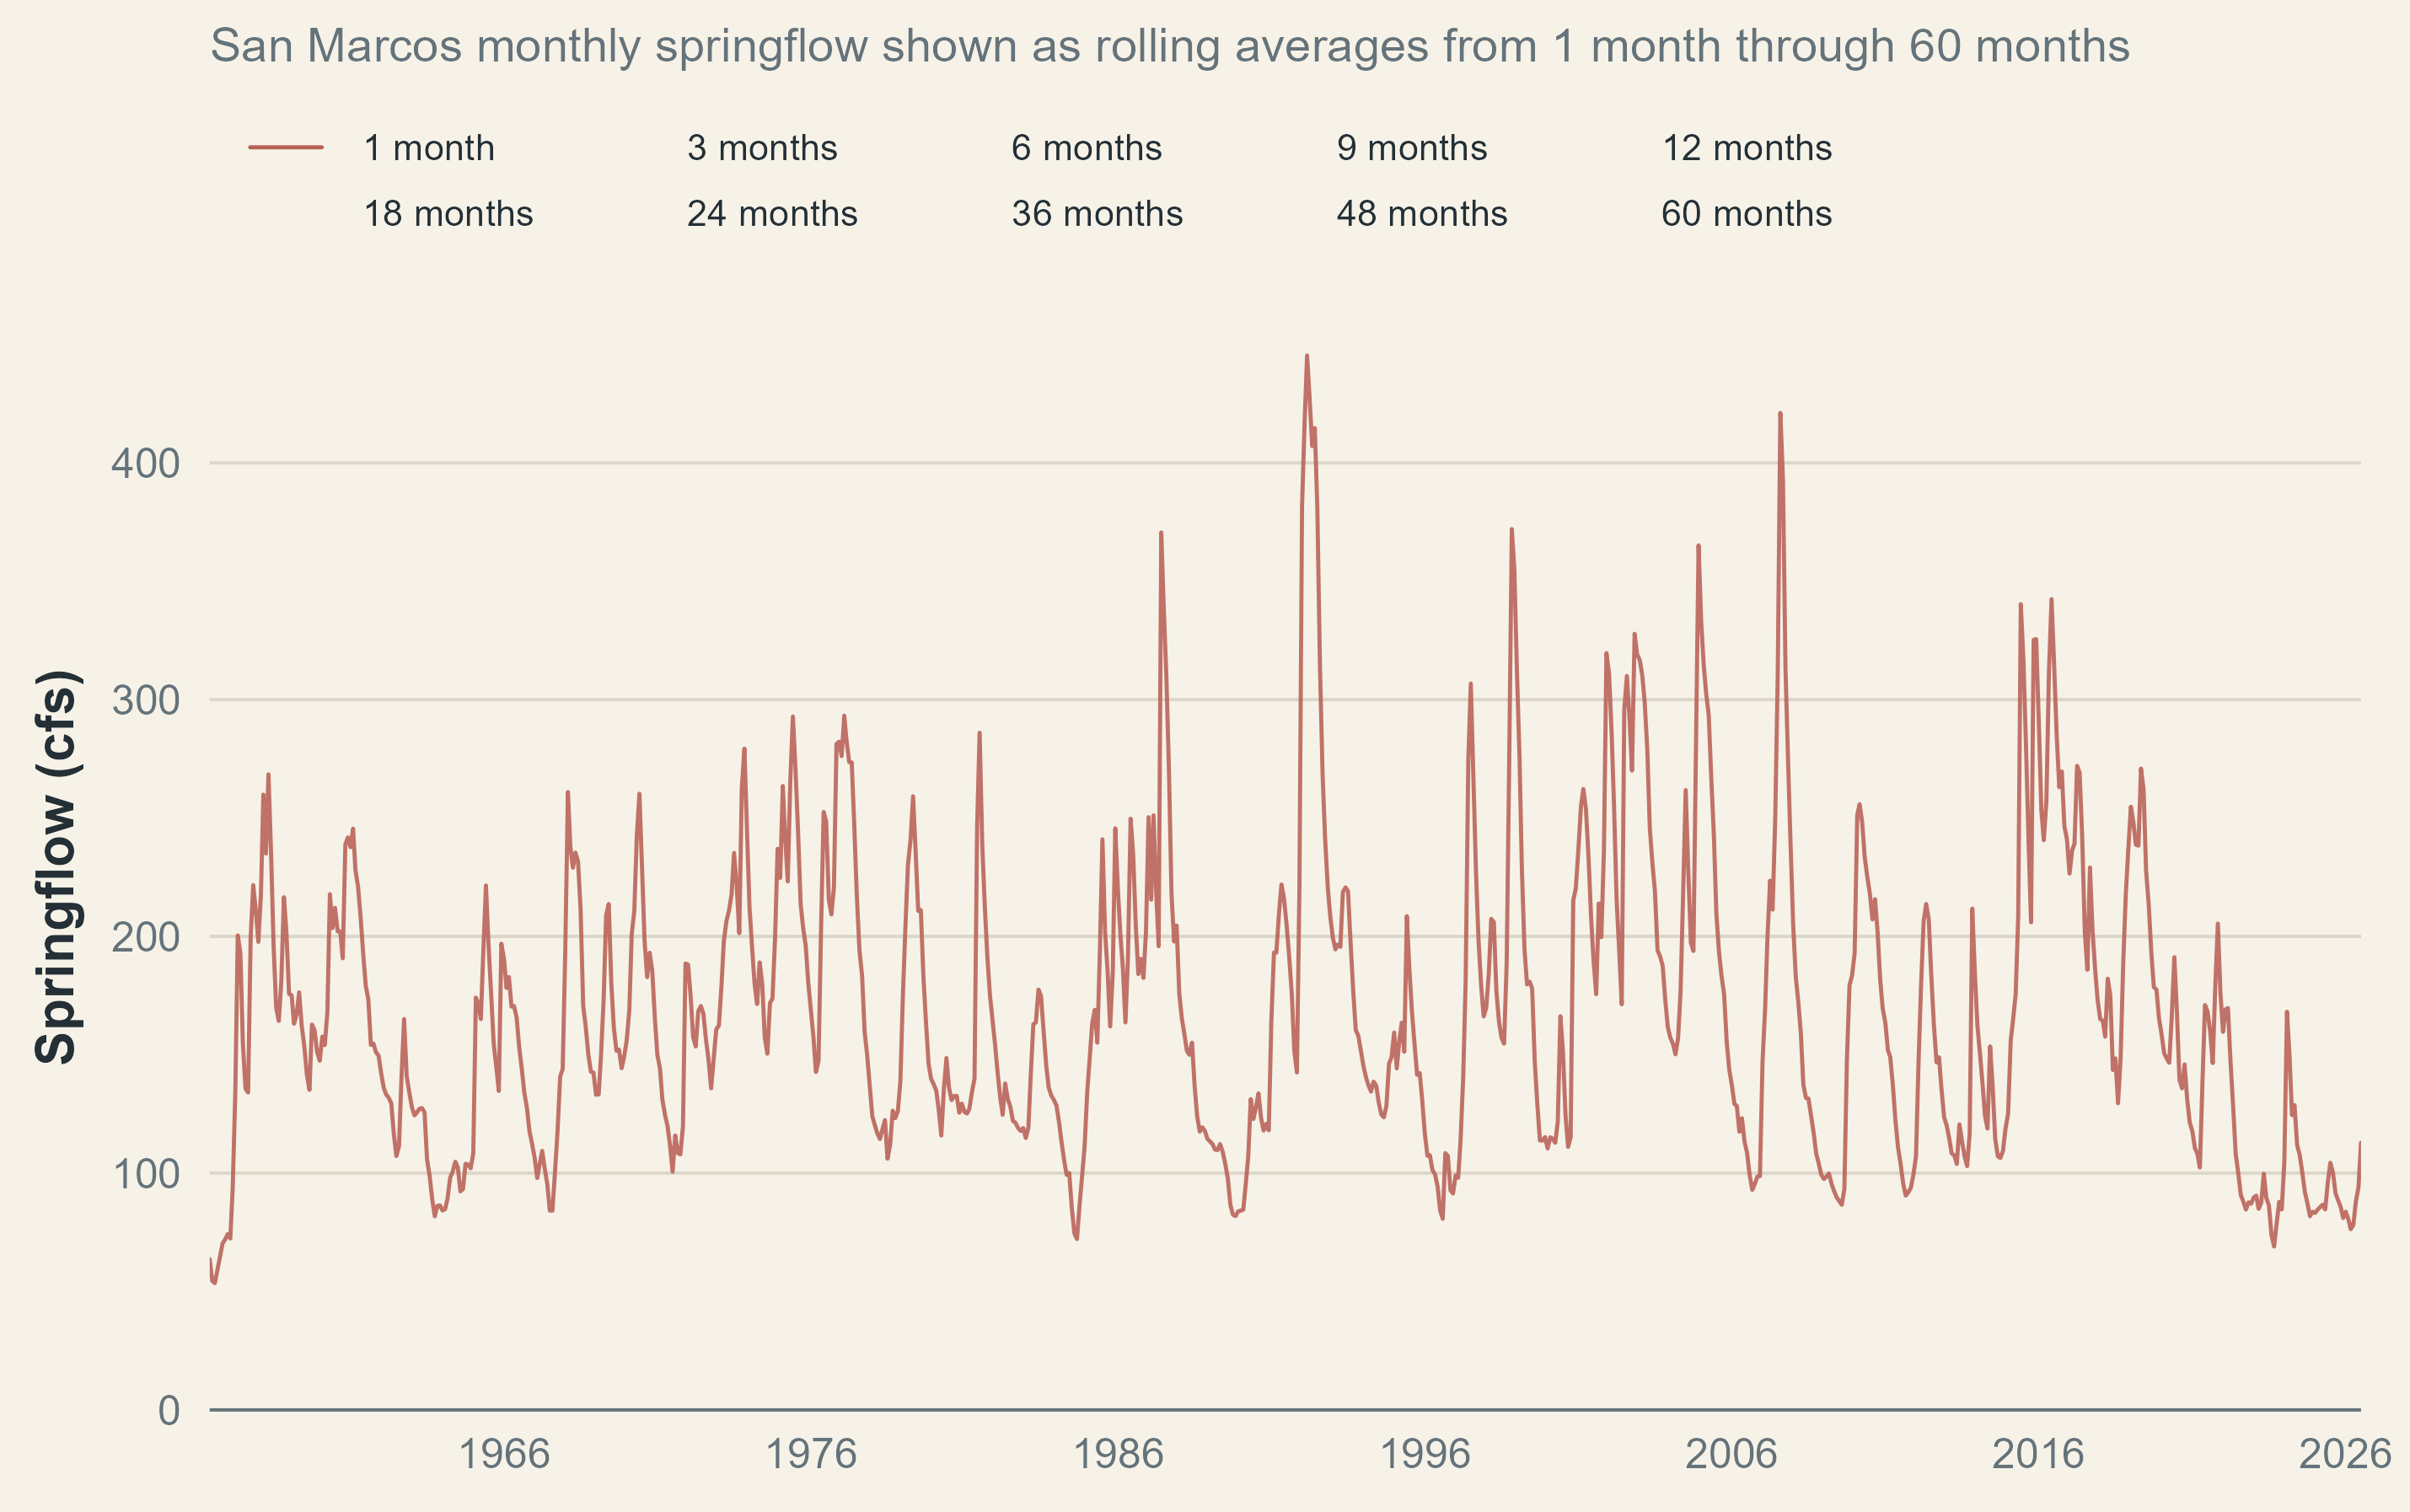 San Marcos monthly springflow shown as rolling averages from 1 month through 60 months
1 month 3 months 6 months 9 months 12 months
18 months 24 months 36 months 48 months 60 months
Springflow (cfs)
400
300
200
100
0
1966 1976 1986 1996 2006 2016 2026